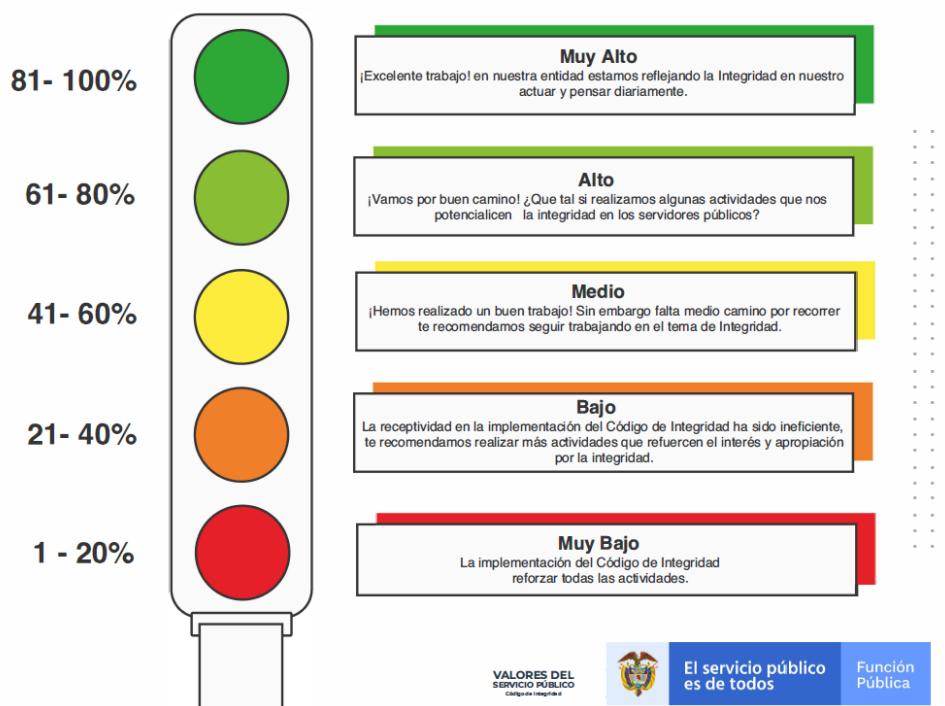 81- 100%
Muy Alto
¡Excelente trabajo! en nuestra entidad estamos reflejando la Integridad en nuestro
actuar y pensar diariamente.
61- 80%
Alto
¡Vamos por buen camino! ¿Que tal si realizamos algunas actividades que nos
potencialicen la integridad en los servidores públicos?
41- 60%
Medio
¡Hemos realizado un buen trabajo! Sin embargo falta medio camino por recorrer
te recomendamos seguir trabajando en el tema de Integridad.
21- 40%
Bajo
La receptividad en la implementación del Código de Integridad ha sido ineficiente,
te recomendamos realizar más actividades que refuercen el interés y apropiación
por la integridad.
1 - 20%
Muy Bajo
La implementación del Código de Integridad
reforzar todas las actividades.
VALORES DEL
SERVICIO PÚBLICO
Código de Integridad
El servicio público
es de todos
Función
Pública